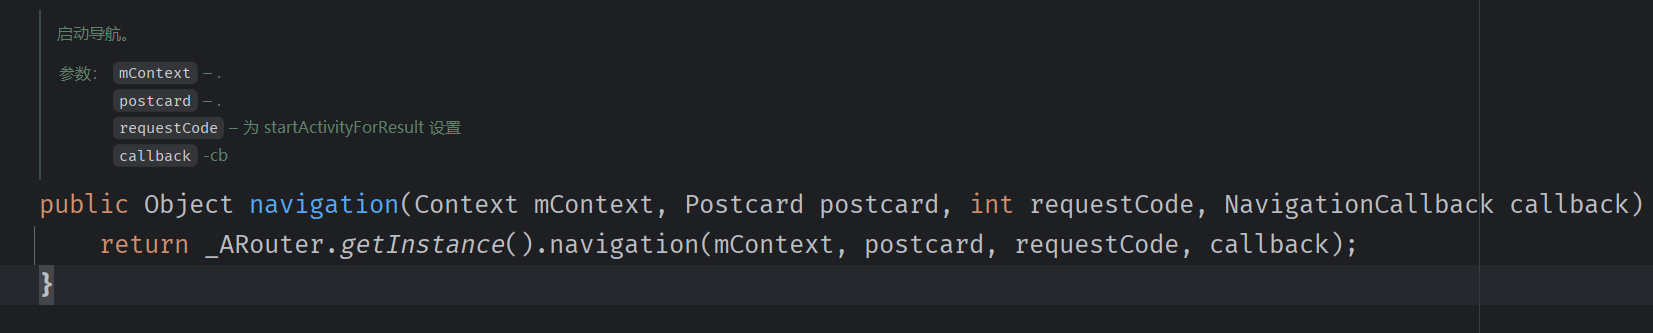 启动导航。
参数： mContext – .
postcard – .
requestCode – 为 startActivityForResult 设置
callback -cb
public Object navigation(Context mContext, Postcard postcard, int requestCode, NavigationCallback callback)
return _ARouter.getInstance().navigation(mContext, postcard, requestCode, callback);
}